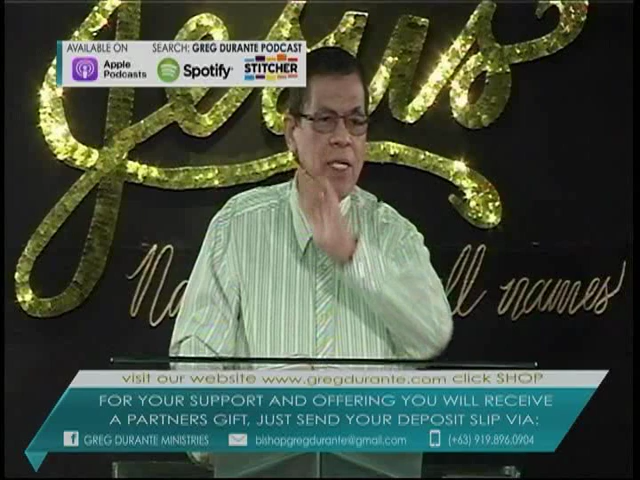 AVAILABLE ON
SEARCH: GREG DURANTE PODCAST
Apple
Podcasts
Spotify
STITCHER
Jesus
Na
all names
visit our website www.gregdurante.com click SHOP
FOR YOUR SUPPORT AND OFFERING YOU WILL RECEIVE
A PARTNERS GIFT, JUST SEND YOUR DEPOSIT SLIP VIA:
f GREG DURANTE MINISTRIES
bishopgregdurante@gmail.com
(+63) 919.896.0904